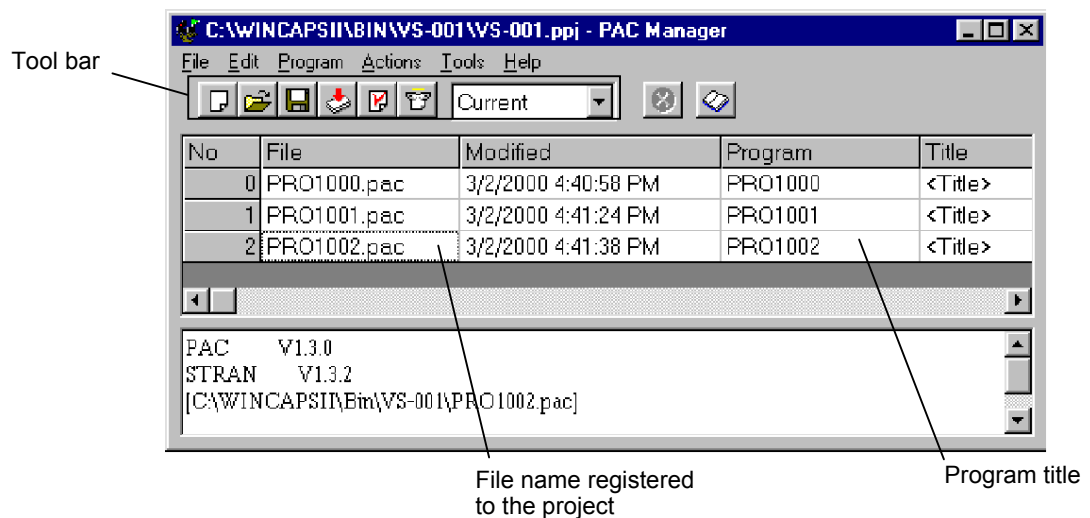 C:\WINCAPSII\BIN\VS-001\VS-001.ppj - PAC Manager
Tool bar
File Edit Program Actions Tools Help
Current
No File Modified Program Title
0 PRO1000.pac 3/2/2000 4:40:58 PM PRO1000 <Title>
1 PRO1001.pac 3/2/2000 4:41:24 PM PRO1001 <Title>
2 PRO1002.pac 3/2/2000 4:41:38 PM PRO1002 <Title>
PAC V1.3.0
STRAN V1.3.2
[C:\WINCAPSII\Bin\VS-001\PRO1002.pac]
File name registered
to the project
Program title